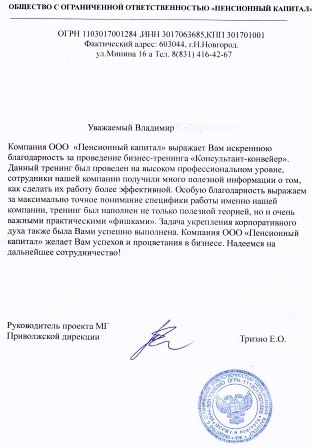 ОБЩЕСТВО С ОГРАНИЧЕННОЙ ОТВЕТСТВЕННОСТЬЮ «ПЕНСИОННЫЙ КАПИТАЛ»
ОГРН 1103017001284 ,ИНН 3017063685,КПП 301701001
Фактический адрес: 603044, г.Н.Новгород,
ул.Минина 16 а Тел. 8(831) 416-42-67
Уважаемый Владимир
Компания ООО «Пенсионный капитал» выражает Вам искреннюю
благодарность за проведение бизнес-тренинга «Консультант-конвейер».
Данный тренинг был проведен на высоком профессиональном уровне,
сотрудники нашей компании получили много полезной информации о том,
как сделать их работу более эффективной. Особую благодарность выражаем
за максимально точное понимание специфики работы именно нашей
компании, тренинг был наполнен не только полезной теорией, но и очень
важными практическими «фишками». Задача укрепления корпоративного
духа также была Вами успешно выполнена. Компания ООО «Пенсионный
капитал» желает Вам успехов и процветания в бизнесе. Надеемся на
дальнейшее сотрудничество!
Руководитель проекта МГ
Приволжской дирекции
Тризно Е.О.